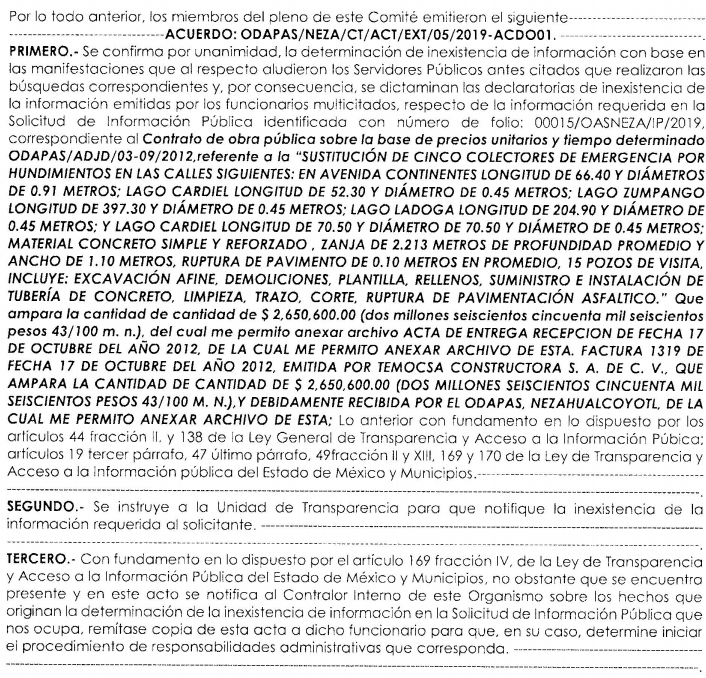 Por lo todo anterior, los miembros del pleno de este Comité emitieron el siguiente-------------------------
-----------------------------ACUERDO: ODAPAS/NEZA/CT/ACT/EXT/05/2019-ACDO01. -----------------------------
PRIMERO.- Se confirma por unanimidad, la determinación de inexistencia de información con base en
las manifestaciones que al respecto aludieron los Servidores Públicos antes citados que realizaron las
búsquedas correspondientes y, por consecuencia, se dictaminan las declaratorias de inexistencia de
la información emitidas por los funcionarios multicitados, respecto de la información requerida en la
Solicitud de Información Pública identificada con número de folio: 00015/OASNEZA/IP/2019,
correspondiente al Contrato de obra pública sobre la base de precios unitarios y tiempo determinado
ODAPAS/ADJD/03-09/2012,referente a la "SUSTITUCIÓN DE CINCO COLECTORES DE EMERGENCIA POR
HUNDIMIENTOS EN LAS CALLES SIGUIENTES: EN AVENIDA CONTINENTES LONGITUD DE 66.40 Y DIÁMETROS
DE 0.91 METROS; LAGO CARDIEL LONGITUD DE 52.30 Y DIÁMETRO DE 0.45 METROS; LAGO ZUMPANGO
LONGITUD DE 397.30 Y DIÁMETRO DE 0.45 METROS; LAGO LADOGA LONGITUD DE 204.90 Y DIÁMETRO DE
0.45 METROS; Y LAGO CARDIEL LONGITUD DE 70.50 Y DIÁMETRO DE 70.50 Y DIÁMETRO DE 0.45 METROS;
MATERIAL CONCRETO SIMPLE Y REFORZADO , ZANJA DE 2.213 METROS DE PROFUNDIDAD PROMEDIO Y
ANCHO DE 1.10 METROS, RUPTURA DE PAVIMENTO DE 0.10 METROS EN PROMEDIO, 15 POZOS DE VISITA,
INCLUYE: EXCAVACIÓN AFINE, DEMOLICIONES, PLANTILLA, RELLENOS, SUMINISTRO E INSTALACIÓN DE
TUBERÍA DE CONCRETO, LIMPIEZA, TRAZO, CORTE, RUPTURA DE PAVIMENTACIÓN ASFALTICO." Que
ampara la cantidad de cantidad de $ 2,650,600.00 (dos millones seiscientos cincuenta mil seiscientos
pesos 43/100 m. n.), del cual me permito anexar archivo ACTA DE ENTREGA RECEPCION DE FECHA 17
DE OCTUBRE DEL AÑO 2012, DE LA CUAL ME PERMITO ANEXAR ARCHIVO DE ESTA. FACTURA 1319 DE
FECHA 17 DE OCTUBRE DEL AÑO 2012, EMITIDA POR TEMOCSA CONSTRUCTORA S. A. DE C. V., QUE
AMPARA LA CANTIDAD DE CANTIDAD DE $ 2,650,600.00 (DOS MILLONES SEISCIENTOS CINCUENTA MIL
SEISCIENTOS PESOS 43/100 M. N.),Y DEBIDAMENTE RECIBIDA POR EL ODAPAS, NEZAHUALCOYOTL, DE LA
CUAL ME PERMITO ANEXAR ARCHIVO DE ESTA; Lo anterior con fundamento en lo dispuesto por los
artículos 44 fracción II, y 138 de la Ley General de Transparencia y Acceso a la Información Púbica;
artículos 19 tercer párrafo, 47 último párrafo, 49fracción II y XIII, 169 y 170 de la Ley de Transparencia y
Acceso a la Información pública del Estado de México y Municipios.-----------------------------------------
SEGUNDO.- Se instruye a la Unidad de Transparencia para que notifique la inexistencia de la
información requerida al solicitante. -----------------------------------------------------------------
TERCERO.- Con fundamento en lo dispuesto por el artículo 169 fracción IV, de la Ley de Transparencia
y Acceso a la Información Pública del Estado de México y Municipios, no obstante que se encuentra
presente y en este acto se notifica al Contralor Interno de este Organismo sobre los hechos que
originan la determinación de la inexistencia de información en la Solicitud de Información Pública que
nos ocupa, remítase copia de esta acta a dicho funcionario para que, en su caso, determine iniciar
el procedimiento de responsabilidades administrativas que corresponda. -----------------------------------